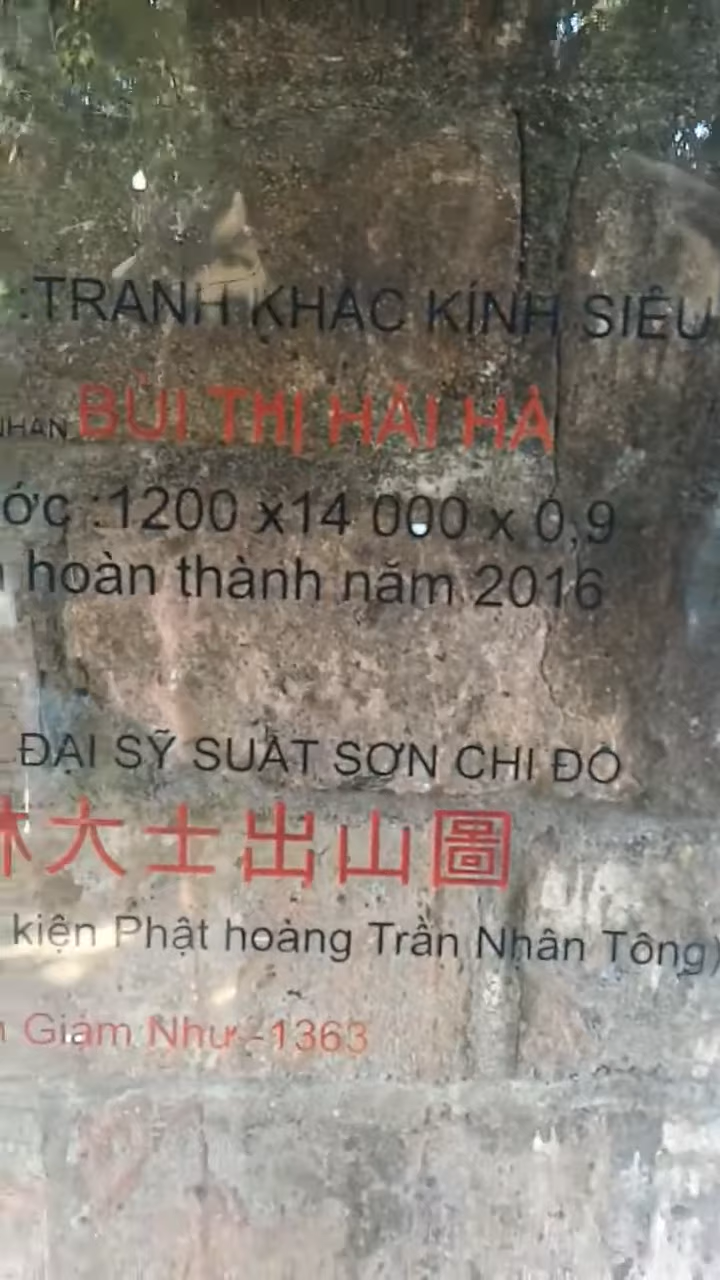 :TRANH KHẮC KÍNH SIÊU
NHÂN BÙI THỊ HẢI HÀ
ớc :1200 x14 000 x 0,9
hoàn thành năm 2016
ĐẠI SỸ SUẤT SƠN CHI ĐỒ
林大士出山圖
kiện Phật hoàng Trần Nhân Tông)
Giám Như -1363